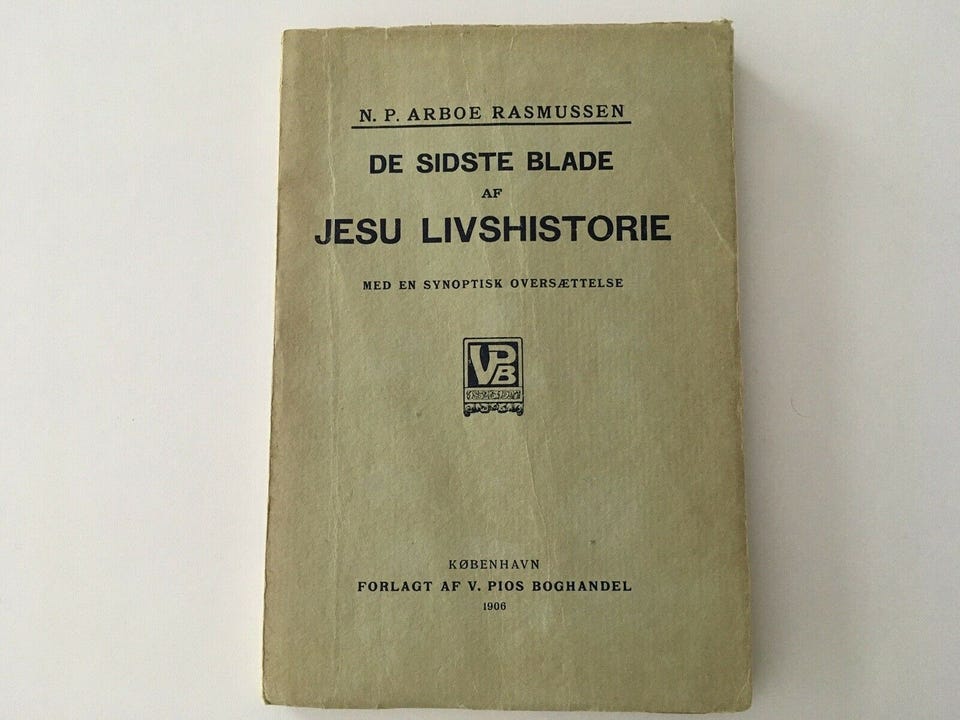 N. P. ARBOE RASMUSSEN
DE SIDSTE BLADE
AF
JESU LIVSHISTORIE
MED EN SYNOPTISK OVERSÆTTELSE
VPB
KØBENHAVN
FORLAGT AF V. PIOS BOGHANDEL
1906